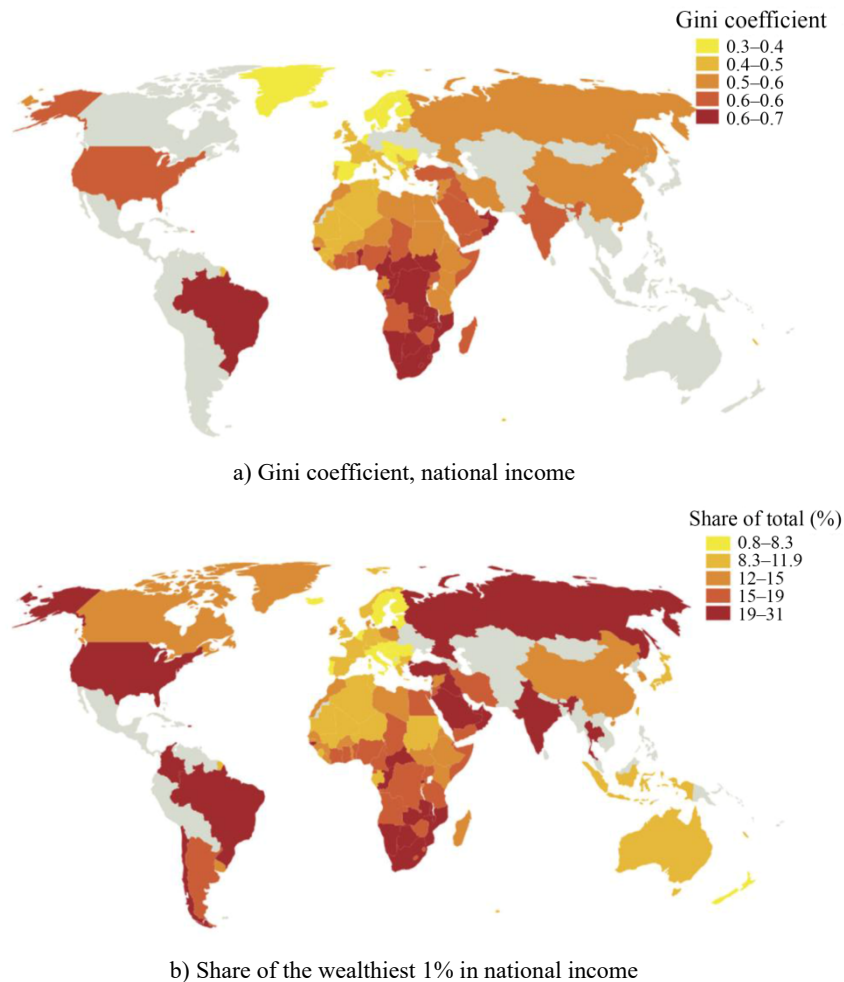 Gini coefficient
0.3–0.4
0.4–0.5
0.5–0.6
0.6–0.6
0.6–0.7
a) Gini coefficient, national income
Share of total (%)
0.8–8.3
8.3–11.9
12–15
15–19
19–31
b) Share of the wealthiest 1% in national income